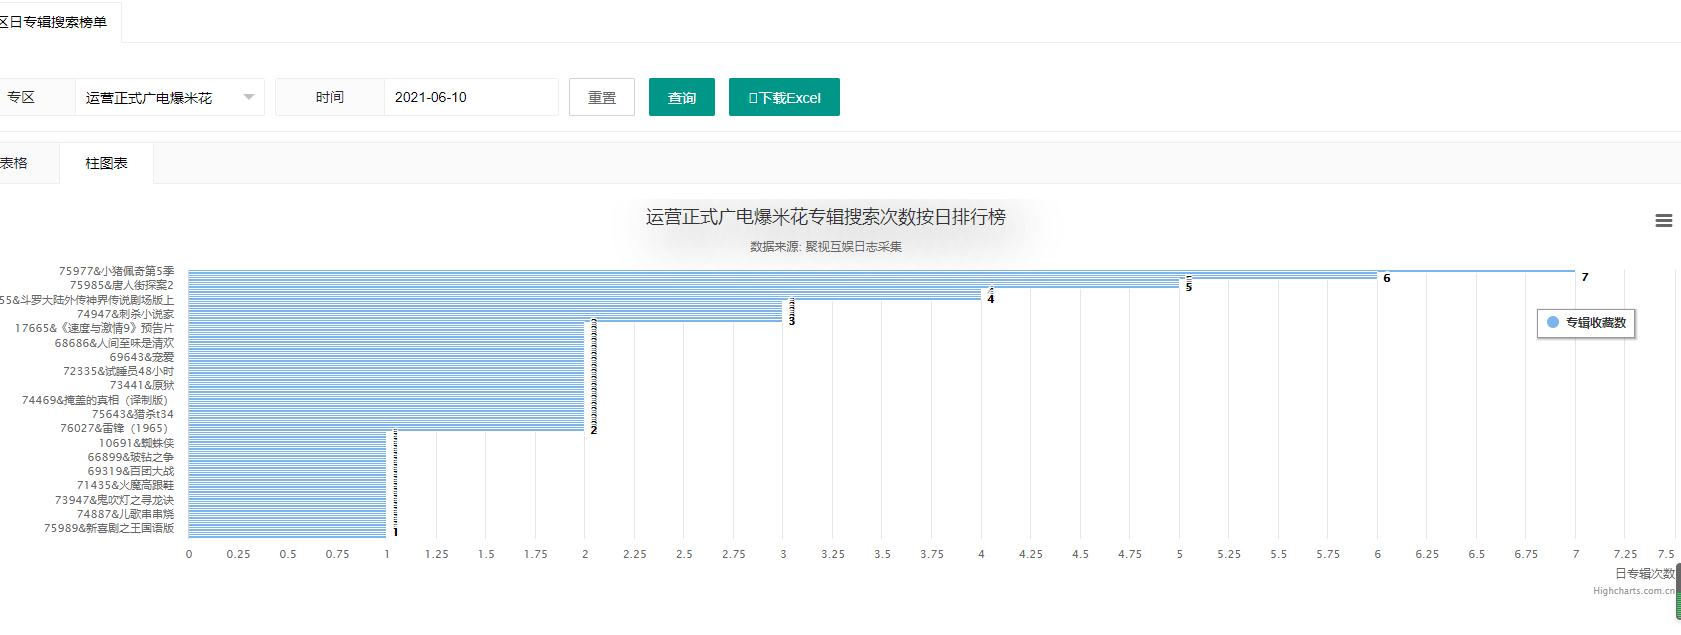 区日专辑搜索榜单
专区
运营正式广电爆米花
时间
2021-06-10
重置
查询
下载Excel
表格
柱图表
运营正式广电爆米花专辑搜索次数按日排行榜
数据来源: 聚视互娱日志采集
75977&小猪佩奇第5季
75985&唐人街探案2
55&斗罗大陆外传神界传说剧场版上
74947&刺杀小说家
17665&《速度与激情9》预告片
68686&人间至味是清欢
69643&宠爱
72335&试睡员48小时
73441&原狱
74469&掩盖的真相（译制版）
75643&猎杀t34
76027&雷锋（1965）
10691&蜘蛛侠
66899&玻钻之争
69319&百团大战
71435&火魔高跟鞋
73947&鬼吹灯之寻龙诀
74887&儿歌串串烧
75989&新喜剧之王国语版
7
6
5
4
3
2
1
专辑收藏数
0 0.25 0.5 0.75 1 1.25 1.5 1.75 2 2.25 2.5 2.75 3 3.25 3.5 3.75 4 4.25 4.5 4.75 5 5.25 5.5 5.75 6 6.25 6.5 6.75 7 7.25 7.5
日专辑次数
Highcharts.com.cn